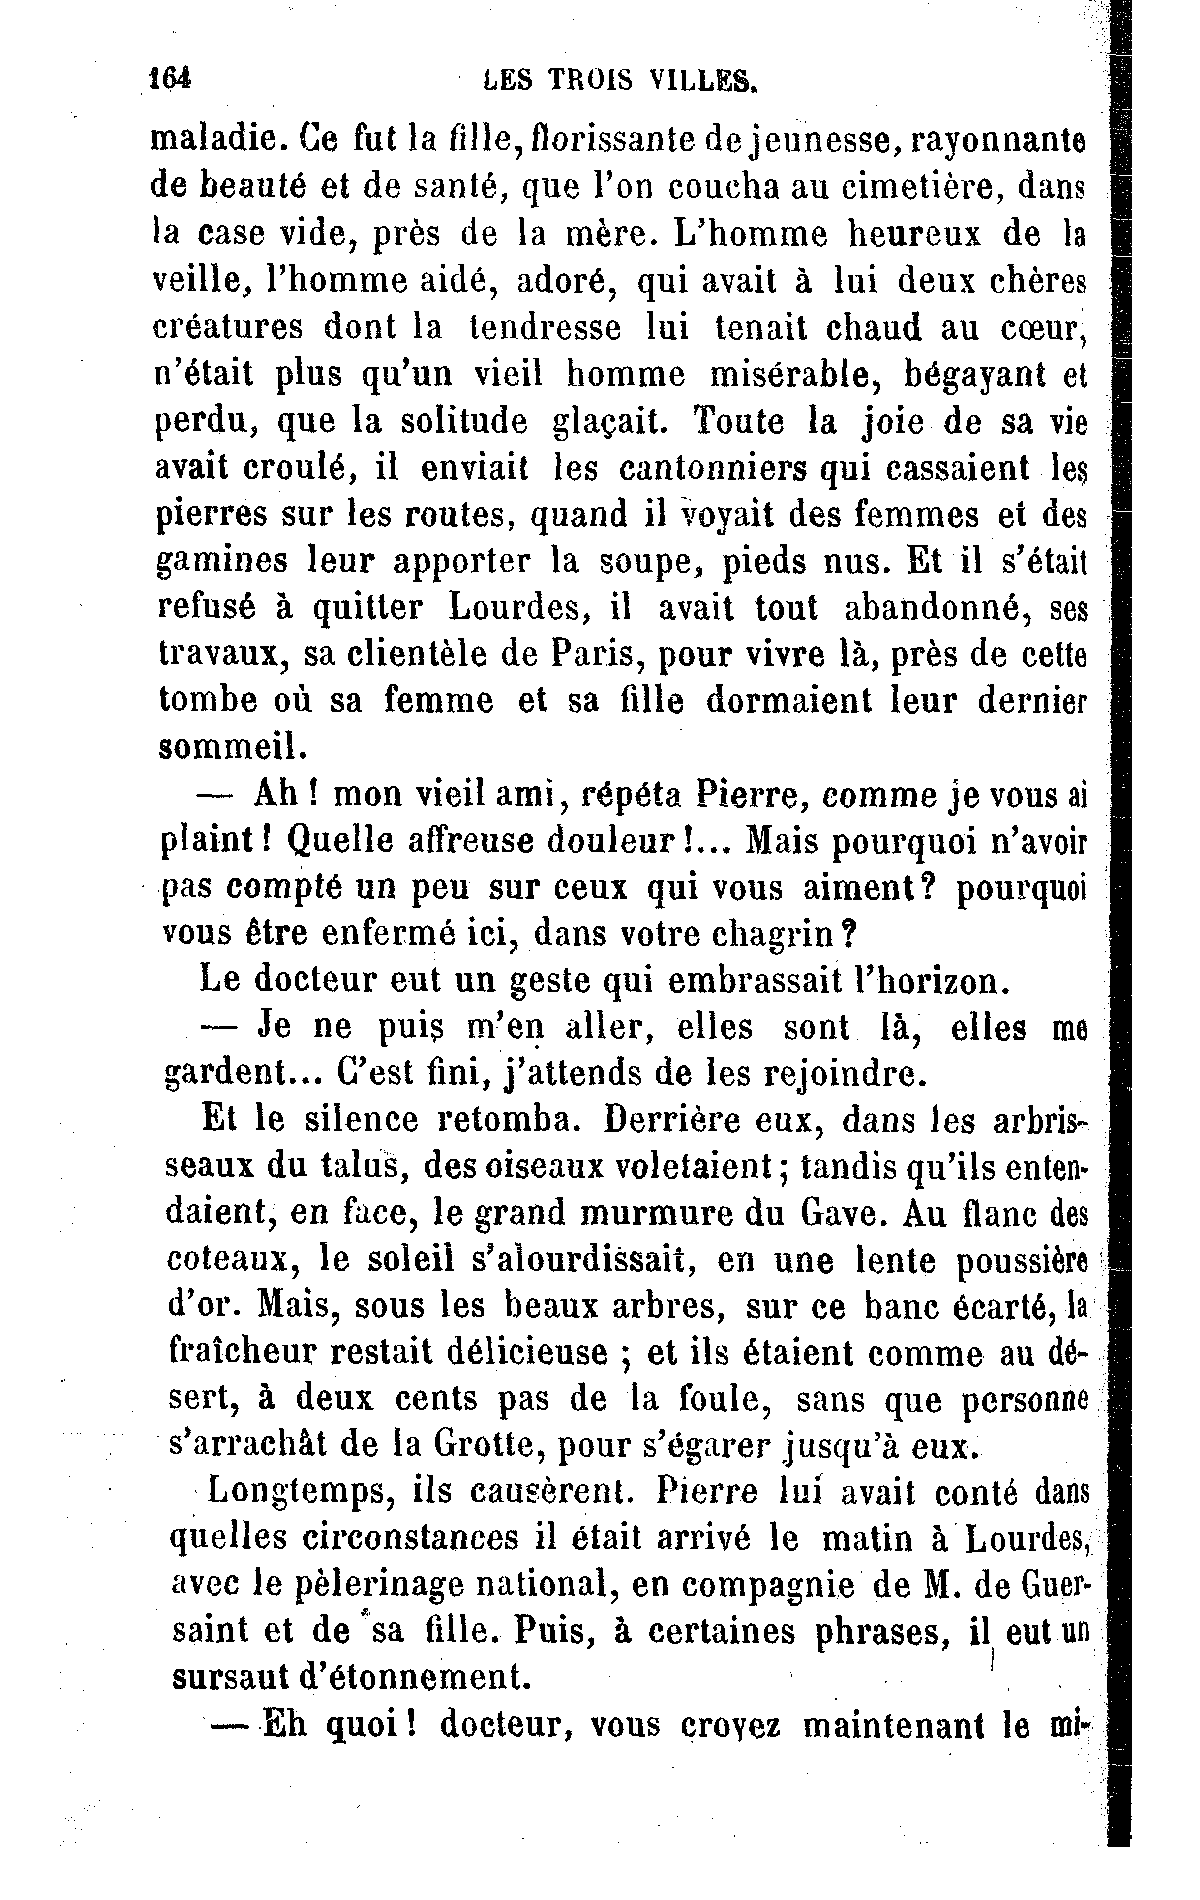 164 LES TROIS VILLES.
maladie. Ce fut la fille, florissante de jeunesse, rayonnante
de beauté et de santé, que l'on coucha au cimetière, dans
la case vide, près de la mère. L'homme heureux de la
veille, l'homme aidé, adoré, qui avait à lui deux chères
créatures dont la tendresse lui tenait chaud au cœur,
n'était plus qu'un vieil homme misérable, bégayant et
perdu, que la solitude glaçait. Toute la joie de sa vie
avait croulé, il enviait les cantonniers qui cassaient les
pierres sur les routes, quand il voyait des femmes et des
gamines leur apporter la soupe, pieds nus. Et il s'était
refusé à quitter Lourdes, il avait tout abandonné, ses
travaux, sa clientèle de Paris, pour vivre là, près de cette
tombe où sa femme et sa fille dormaient leur dernier
sommeil.
— Ah ! mon vieil ami, répéta Pierre, comme je vous ai
plaint ! Quelle affreuse douleur !... Mais pourquoi n'avoir
pas compté un peu sur ceux qui vous aiment ? pourquoi
vous être enfermé ici, dans votre chagrin ?
Le docteur eut un geste qui embrassait l'horizon.
— Je ne puis m'en aller, elles sont là, elles me
gardent... C'est fini, j'attends de les rejoindre.
Et le silence retomba. Derrière eux, dans les arbris-
seaux du talus, des oiseaux voletaient ; tandis qu'ils enten-
daient, en face, le grand murmure du Gave. Au flanc des
coteaux, le soleil s'alourdissait, en une lente poussière
d'or. Mais, sous les beaux arbres, sur ce banc écarté, la
fraîcheur restait délicieuse ; et ils étaient comme au dé-
sert, à deux cents pas de la foule, sans que personne
s'arrachât de la Grotte, pour s'égarer jusqu'à eux.
Longtemps, ils causèrent. Pierre lui avait conté dans
quelles circonstances il était arrivé le matin à Lourdes,
avec le pèlerinage national, en compagnie de M. de Guer-
saint et de sa fille. Puis, à certaines phrases, il eut un
sursaut d'étonnement.
— Eh quoi ! docteur, vous croyez maintenant le mi-